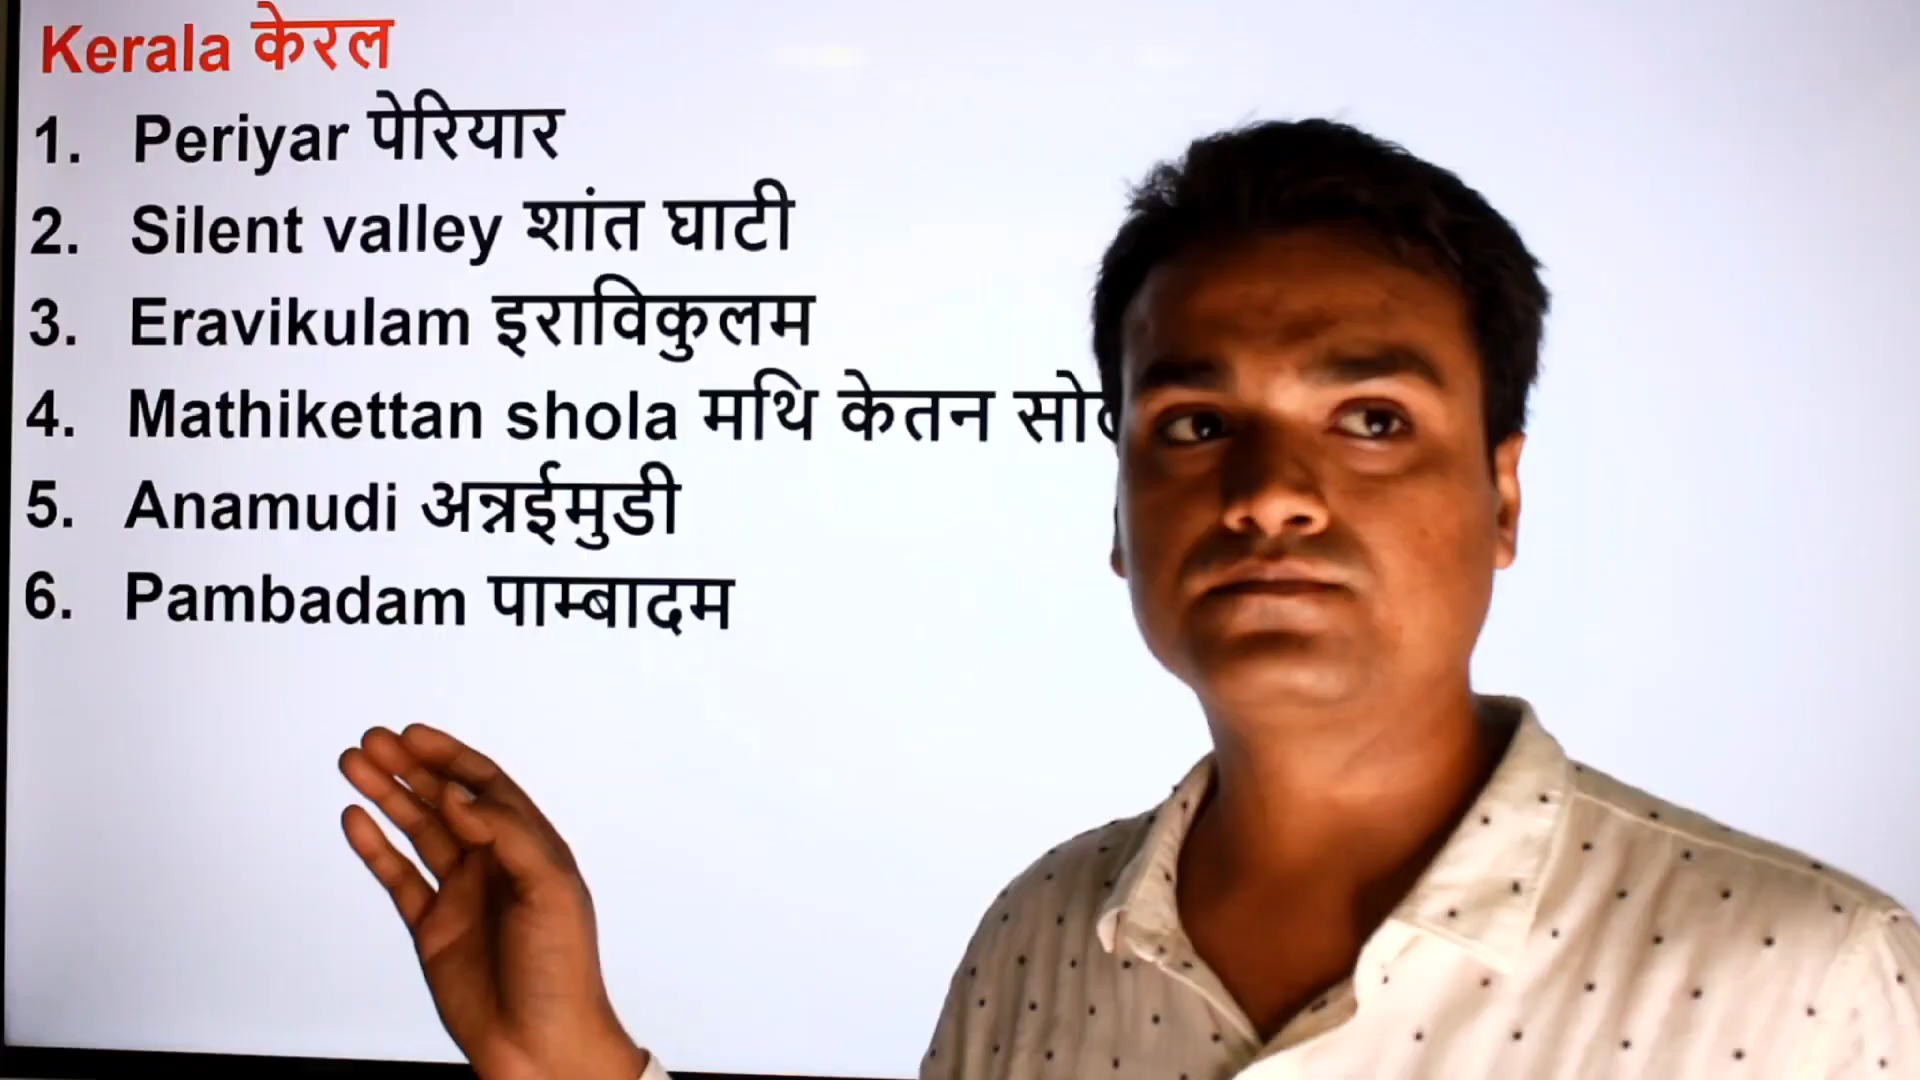 Kerala केरल
1. Periyar पेरियार
2. Silent valley शांत घाटी
3. Eravikulam इराविकुलम
4. Mathikettan shola मथि केतन
5. Anamudi अन्नईमुडी
6. Pambadam पाम्बादम